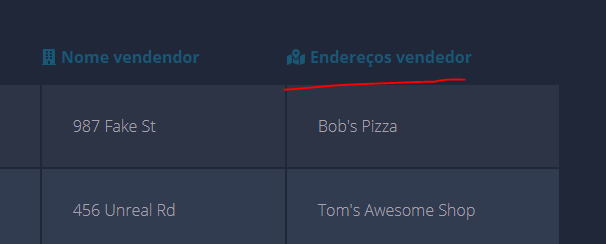 Nome vendendor
Endereços vendedor
987 Fake St
Bob's Pizza
456 Unreal Rd
Tom's Awesome Shop